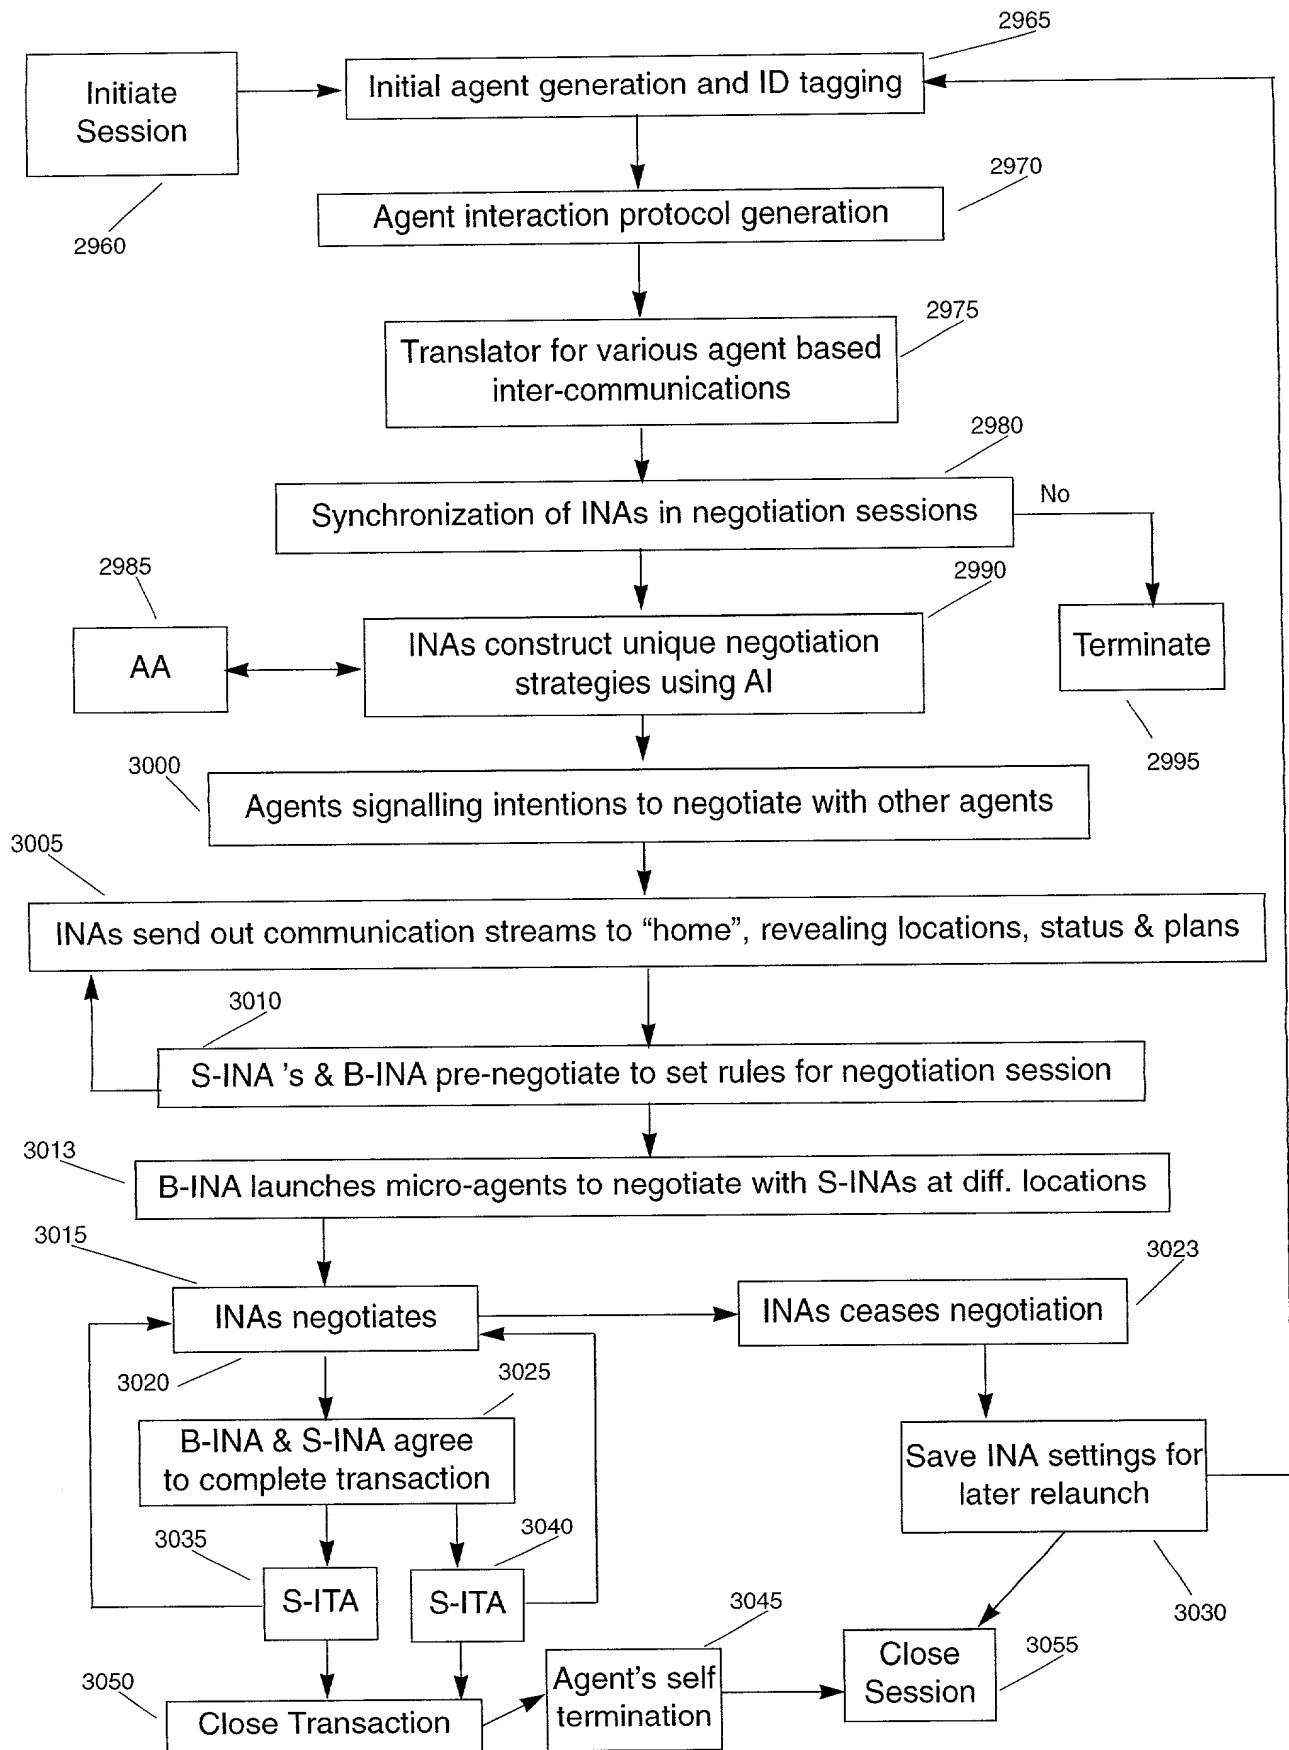 2965
Initiate
Session
Initial agent generation and ID tagging
2960
2970
Agent interaction protocol generation
2975
Translator for various agent based
inter-communications
2980
Synchronization of INAs in negotiation sessions
No
2985
2990
AA
INAs construct unique negotiation
strategies using AI
Terminate
2995
3000
Agents signalling intentions to negotiate with other agents
3005
INAs send out communication streams to “home”, revealing locations, status & plans
3010
S-INA 's & B-INA pre-negotiate to set rules for negotiation session
3013
B-INA launches micro-agents to negotiate with S-INAs at diff. locations
3015
3023
INAs negotiates
INAs ceases negotiation
3020
3025
B-INA & S-INA agree
to complete transaction
Save INA settings for
later relaunch
3035
3040
S-ITA
S-ITA
3030
3045
3050
Close Transaction
Agent's self
termination
Close
Session
3055